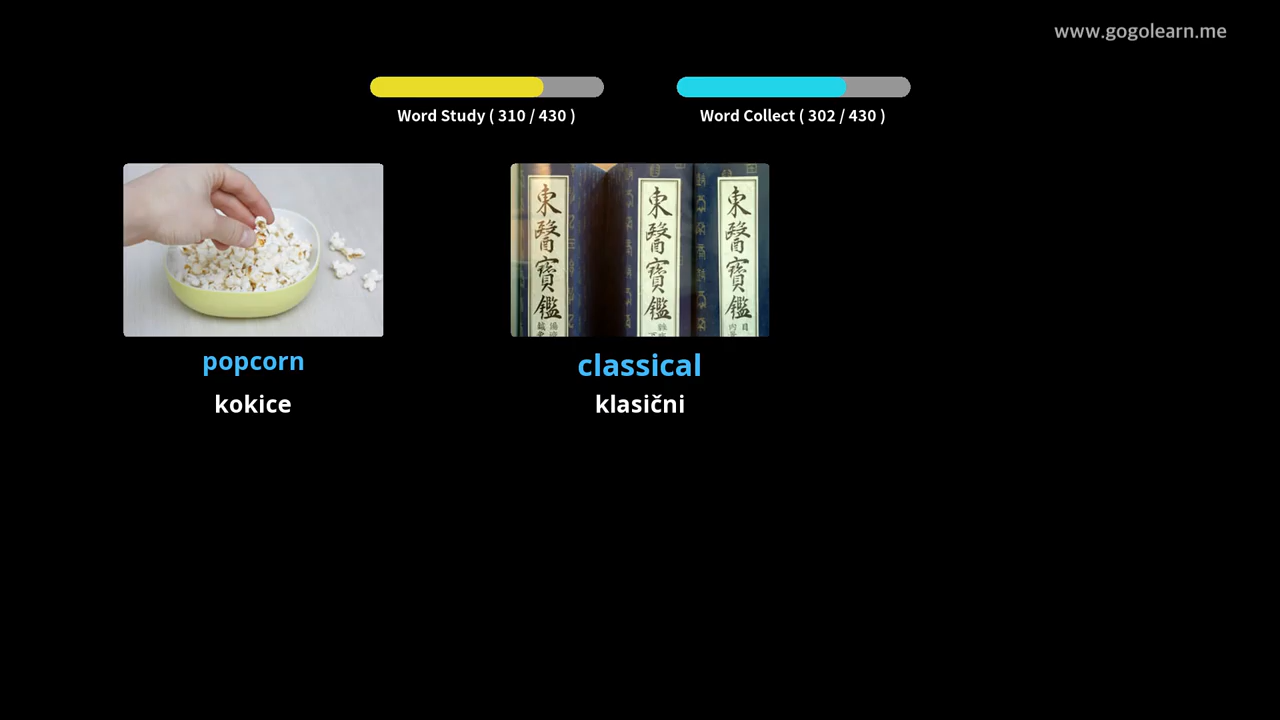 www.gogolearn.me
Word Study ( 310 / 430 )
Word Collect ( 302 / 430 )
東醫寶鑑
東醫寶鑑
東醫寶鑑
popcorn
classical
kokice
klasični